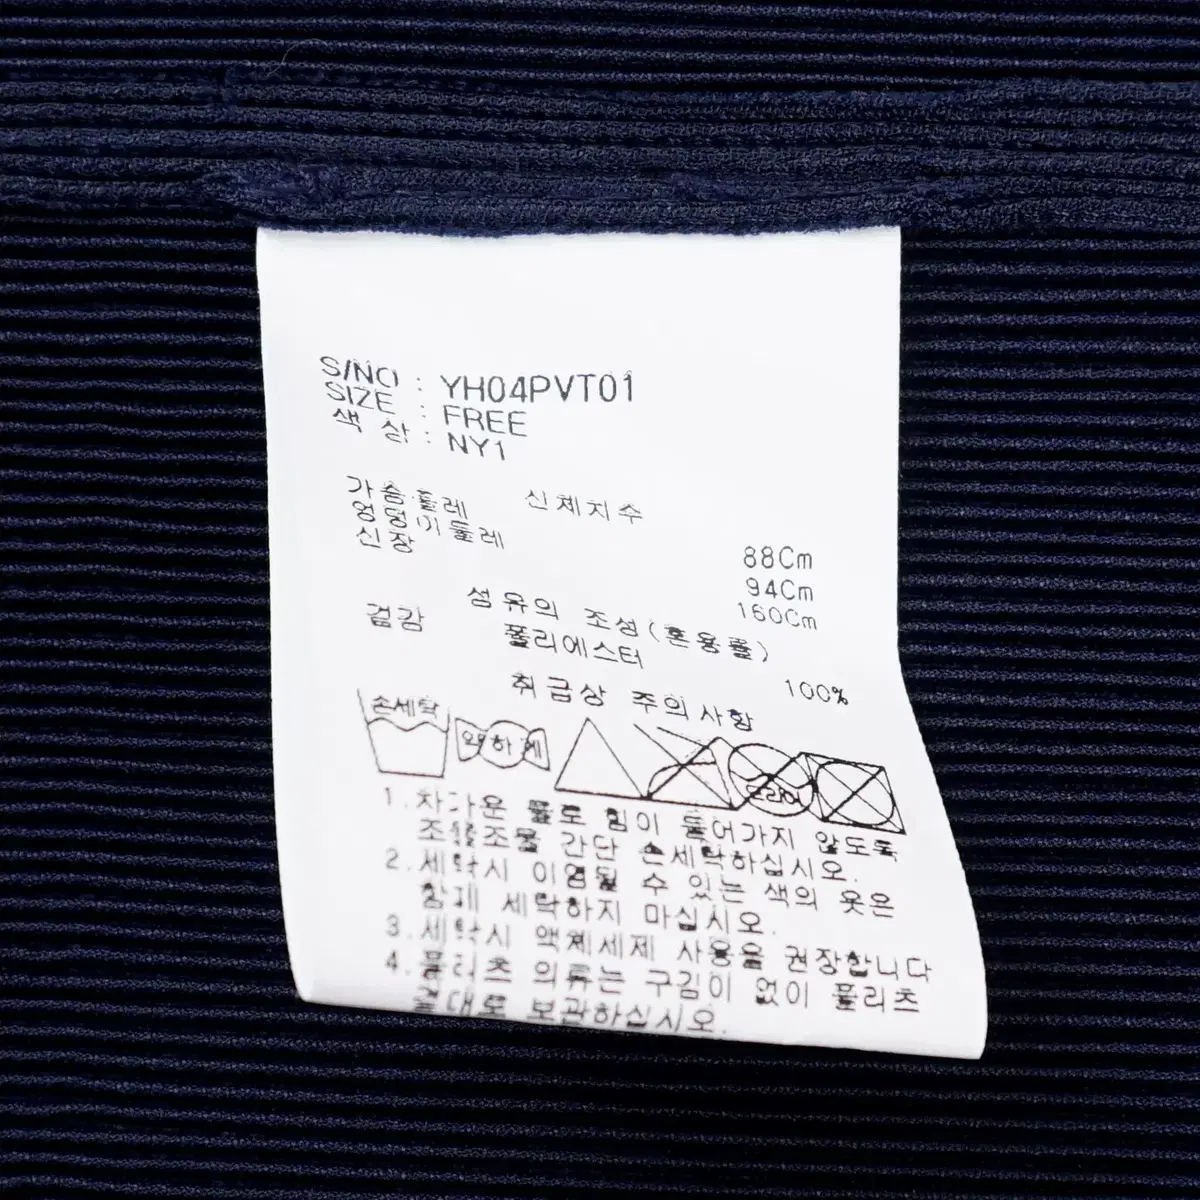 S/NO : YH04PVT01
SIZE : FREE
색 상 : NY1
신체치수
가슴둘레 88Cm
엉덩이둘레 94Cm
신장 160Cm
섬유의 조성(혼용률)
겉감 폴리에스터 100%
취급상 주의사항
손세탁
약하게
드라이
1.차가운 물로 힘이 들어가지 않도록
조물조물 간단 손세탁하십시오.
2.세탁시 이염될 수 있는 색의 옷은
함께 세탁하지 마십시오.
3.세탁시 액체세제 사용을 권장합니다
4.플리츠 의류는 구김이 없이 플리츠
결대로 보관하십시오.